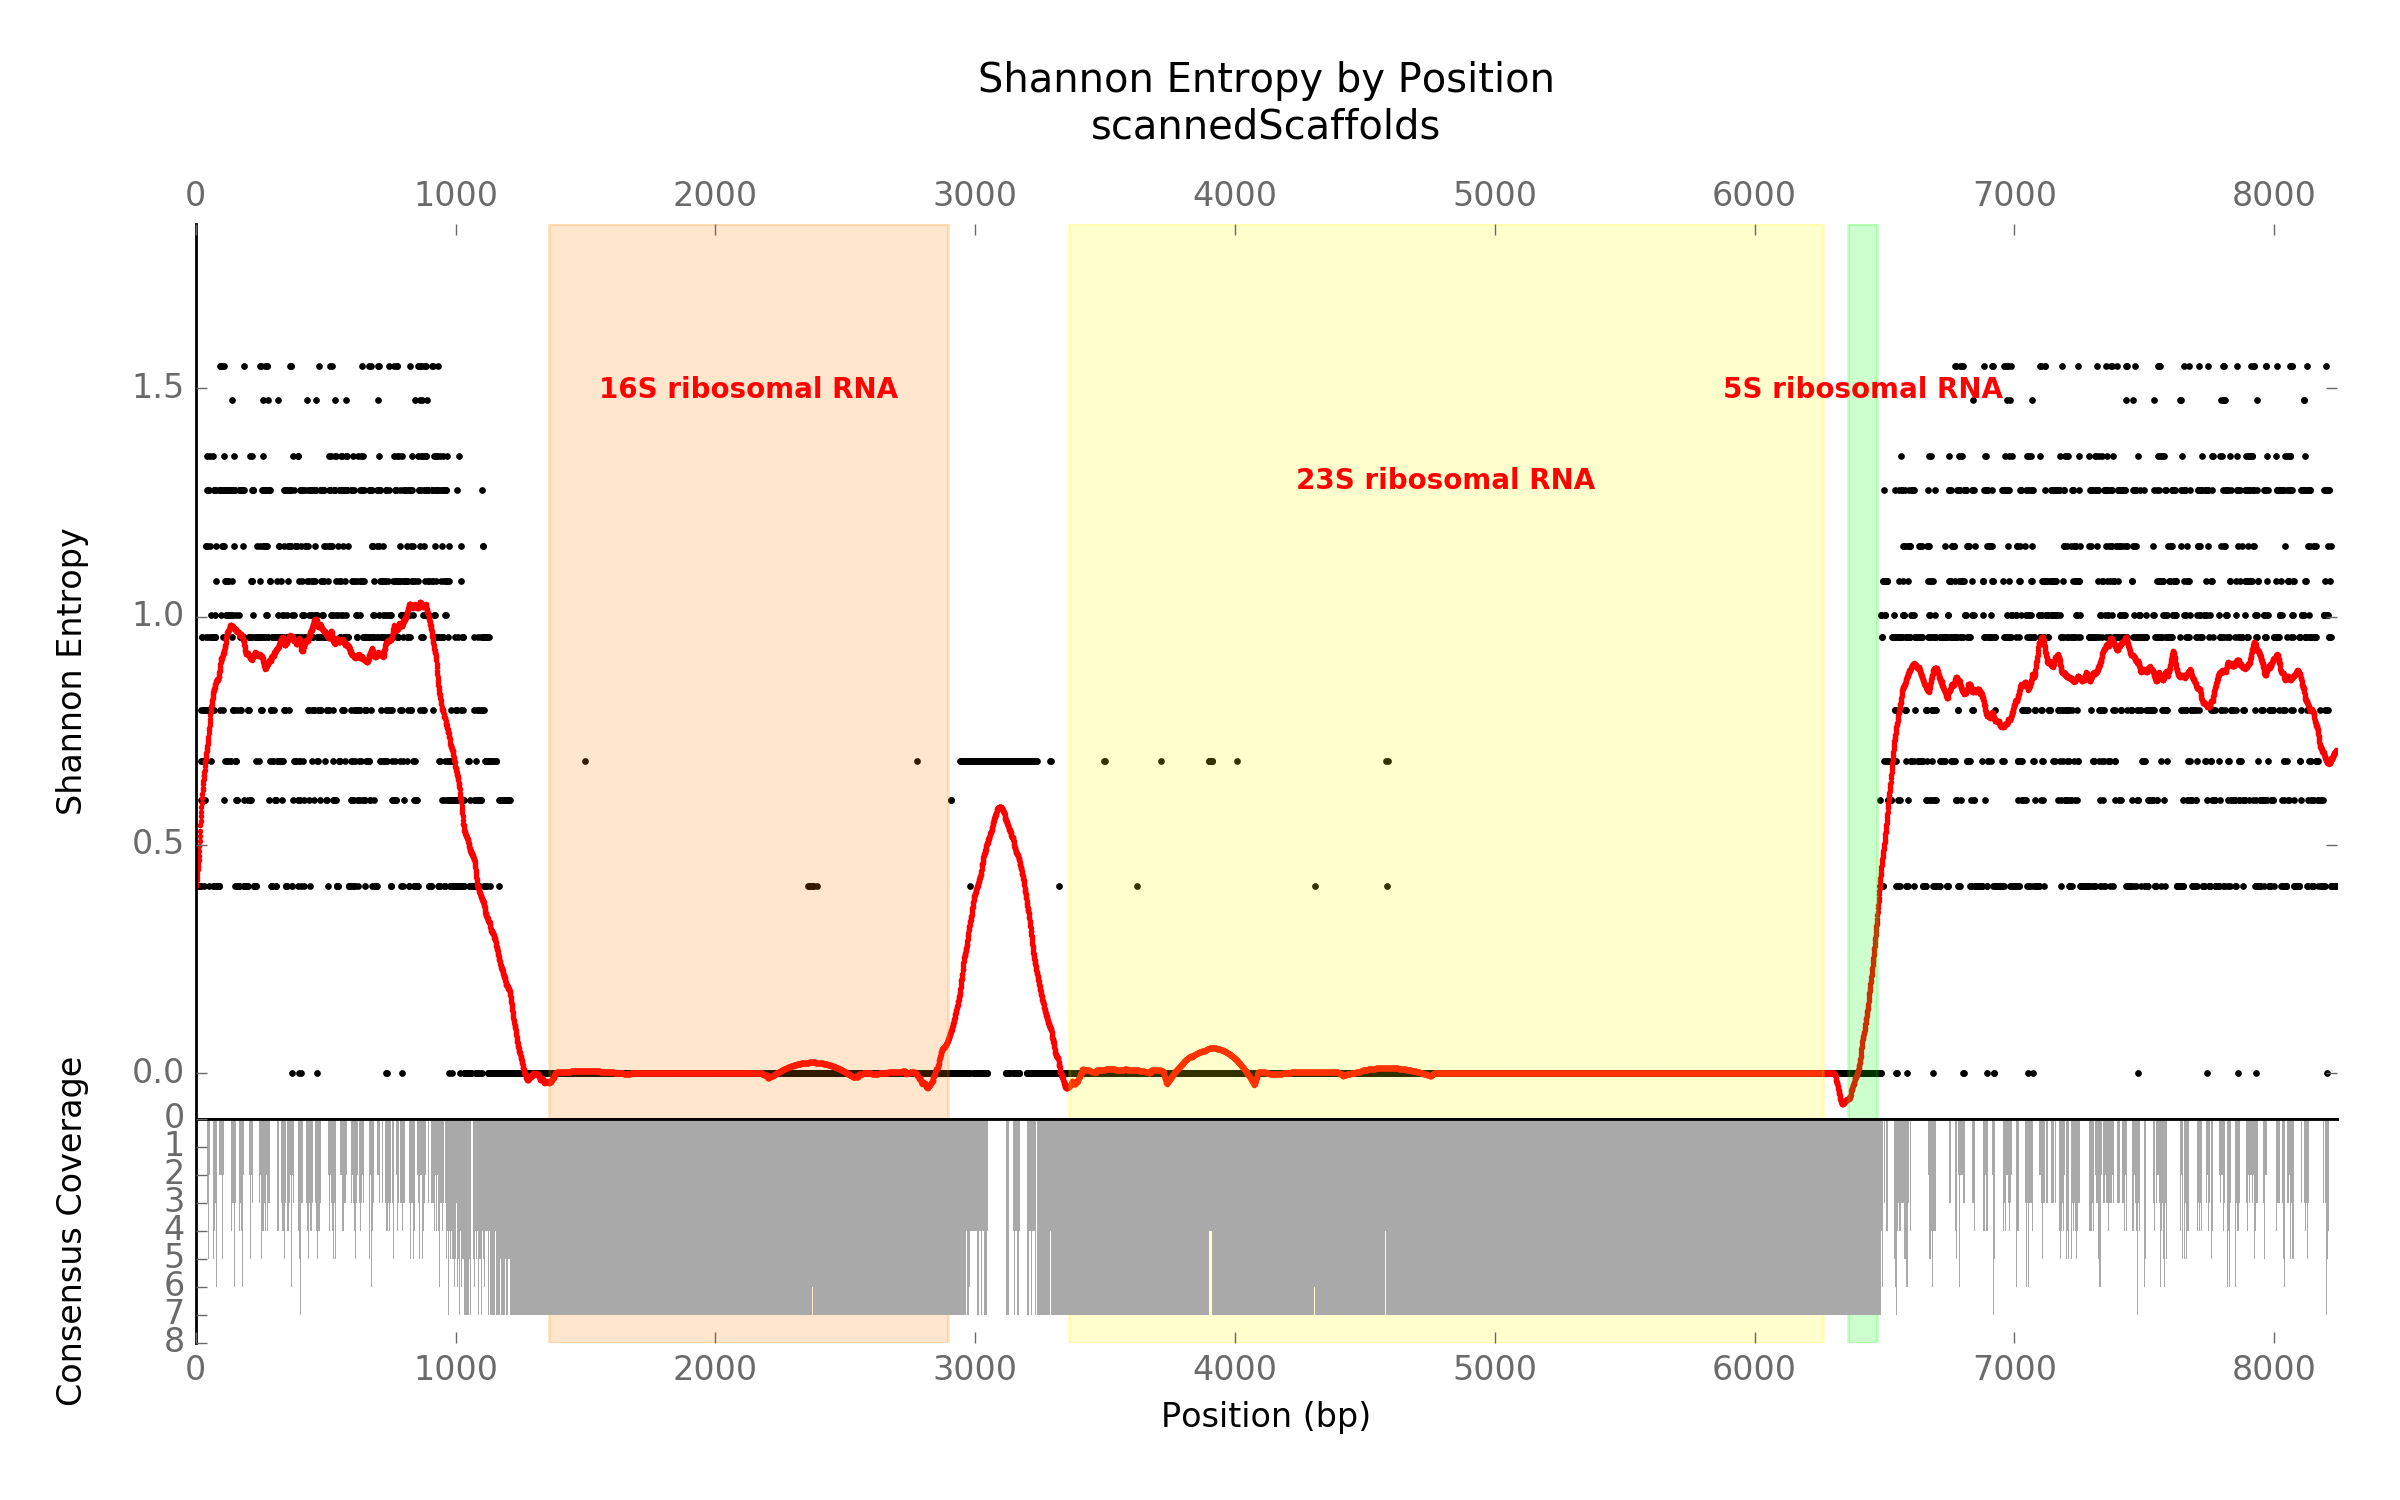 Shannon Entropy by Position
scannedScaffolds
0 1000 2000 3000 4000 5000 6000 7000 8000
16S ribosomal RNA
5S ribosomal RNA
23S ribosomal RNA
Shannon Entropy
1.5
1.0
0.5
0.0
Consensus Coverage
0
1
2
3
4
5
6
7
8
0 1000 2000 3000 4000 5000 6000 7000 8000
Position (bp)